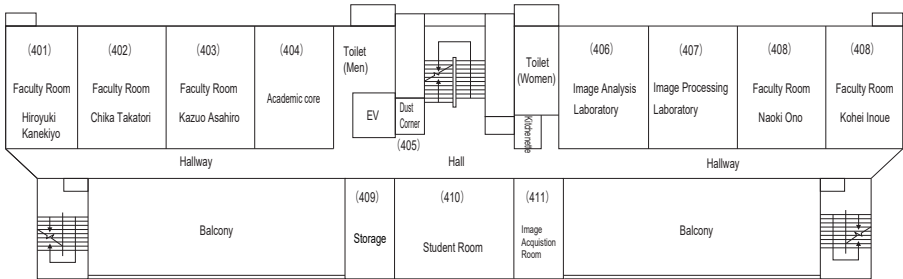 (401)
Faculty Room
Hiroyuki
Kanekiyo
(402)
Faculty Room
Chika Takatori
(403)
Faculty Room
Kazuo Asahiro
(404)
Academic core
Toilet
(Men)
EV
Dust
Corner
(405)
Toilet
(Women)
Kitchenette
(406)
Image Analysis
Laboratory
(407)
Image Processing
Laboratory
(408)
Faculty Room
Naoki Ono
(408)
Faculty Room
Kohei Inoue
Hallway
Hall
Hallway
Balcony
(409)
Storage
(410)
Student Room
(411)
Image
Acquistion
Room
Balcony